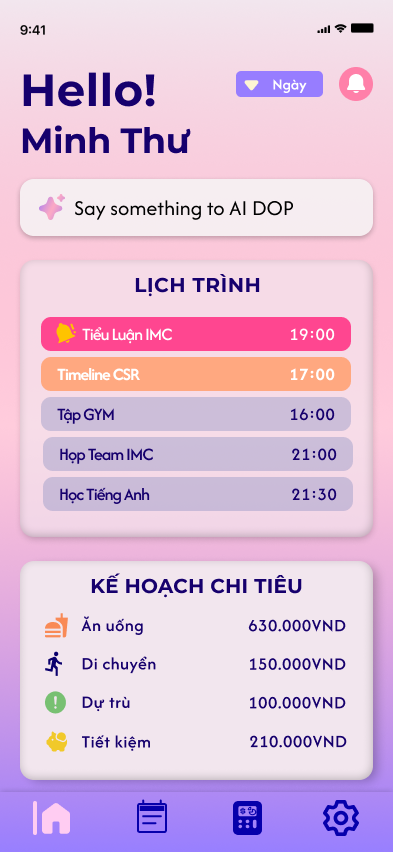 9:41
Hello!
Ngày
Minh Thư
Say something to AI DOP
LỊCH TRÌNH
Tiểu Luận IMC 19:00
Timeline CSR 17:00
Tập GYM 16:00
Họp Team IMC 21:00
Học Tiếng Anh 21:30
KẾ HOẠCH CHI TIÊU
Ăn uống 630.000VND
Di chuyển 150.000VND
Dự trù 100.000VND
Tiết kiệm 210.000VND